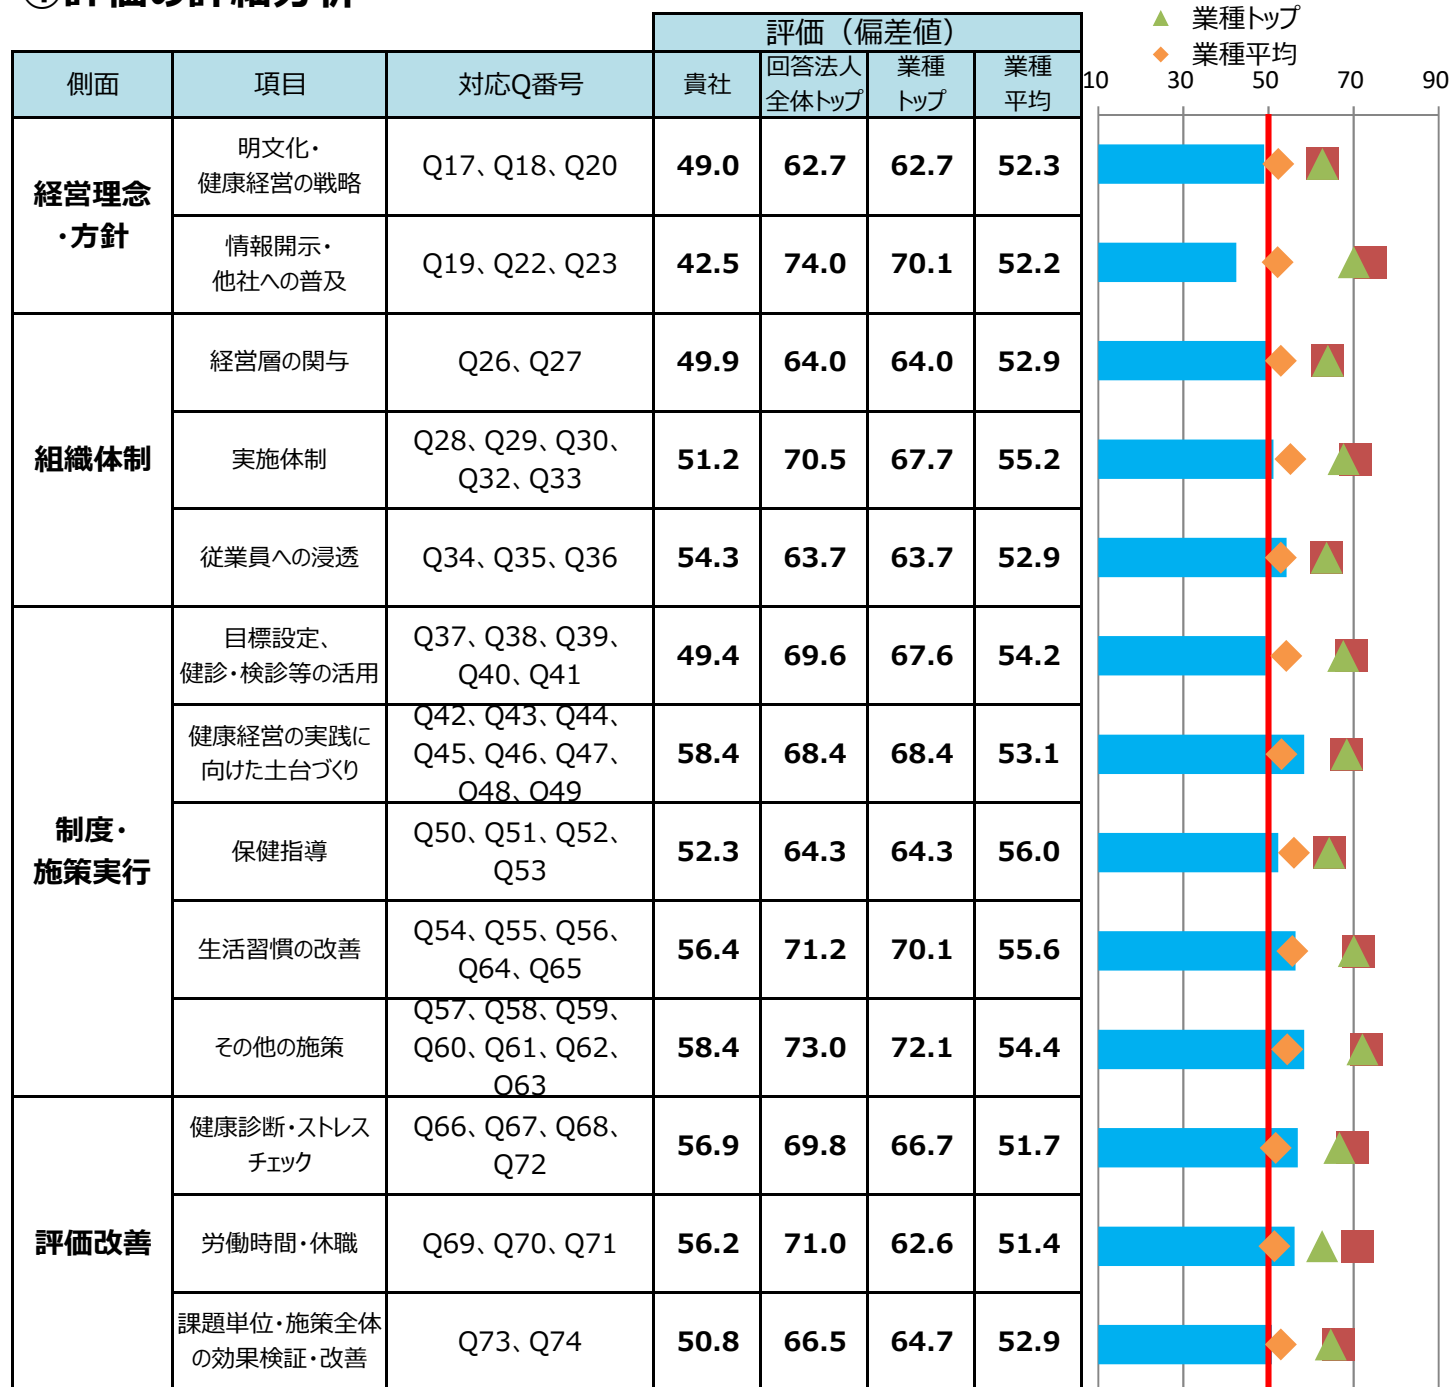 ①評価の詳細分析
▲ 業種トップ
◆ 業種平均
評価（偏差値）
側面 項目 対応Q番号 貴社 回答法人全体トップ 業種トップ 業種平均
10 30 50 70 90
経営理念・方針
明文化・健康経営の戦略 Q17、Q18、Q20 49.0 62.7 62.7 52.3
情報開示・他社への普及 Q19、Q22、Q23 42.5 74.0 70.1 52.2
組織体制
経営層の関与 Q26、Q27 49.9 64.0 64.0 52.9
実施体制 Q28、Q29、Q30、Q32、Q33 51.2 70.5 67.7 55.2
従業員への浸透 Q34、Q35、Q36 54.3 63.7 63.7 52.9
制度・施策実行
目標設定、健診・検診等の活用 Q37、Q38、Q39、Q40、Q41 49.4 69.6 67.6 54.2
健康経営の実践に向けた土台づくり Q42、Q43、Q44、Q45、Q46、Q47、Q48、Q49 58.4 68.4 68.4 53.1
保健指導 Q50、Q51、Q52、Q53 52.3 64.3 64.3 56.0
生活習慣の改善 Q54、Q55、Q56、Q64、Q65 56.4 71.2 70.1 55.6
その他の施策 Q57、Q58、Q59、Q60、Q61、Q62、Q63 58.4 73.0 72.1 54.4
評価改善
健康診断・ストレスチェック Q66、Q67、Q68、Q72 56.9 69.8 66.7 51.7
労働時間・休職 Q69、Q70、Q71 56.2 71.0 62.6 51.4
課題単位・施策全体の効果検証・改善 Q73、Q74 50.8 66.5 64.7 52.9